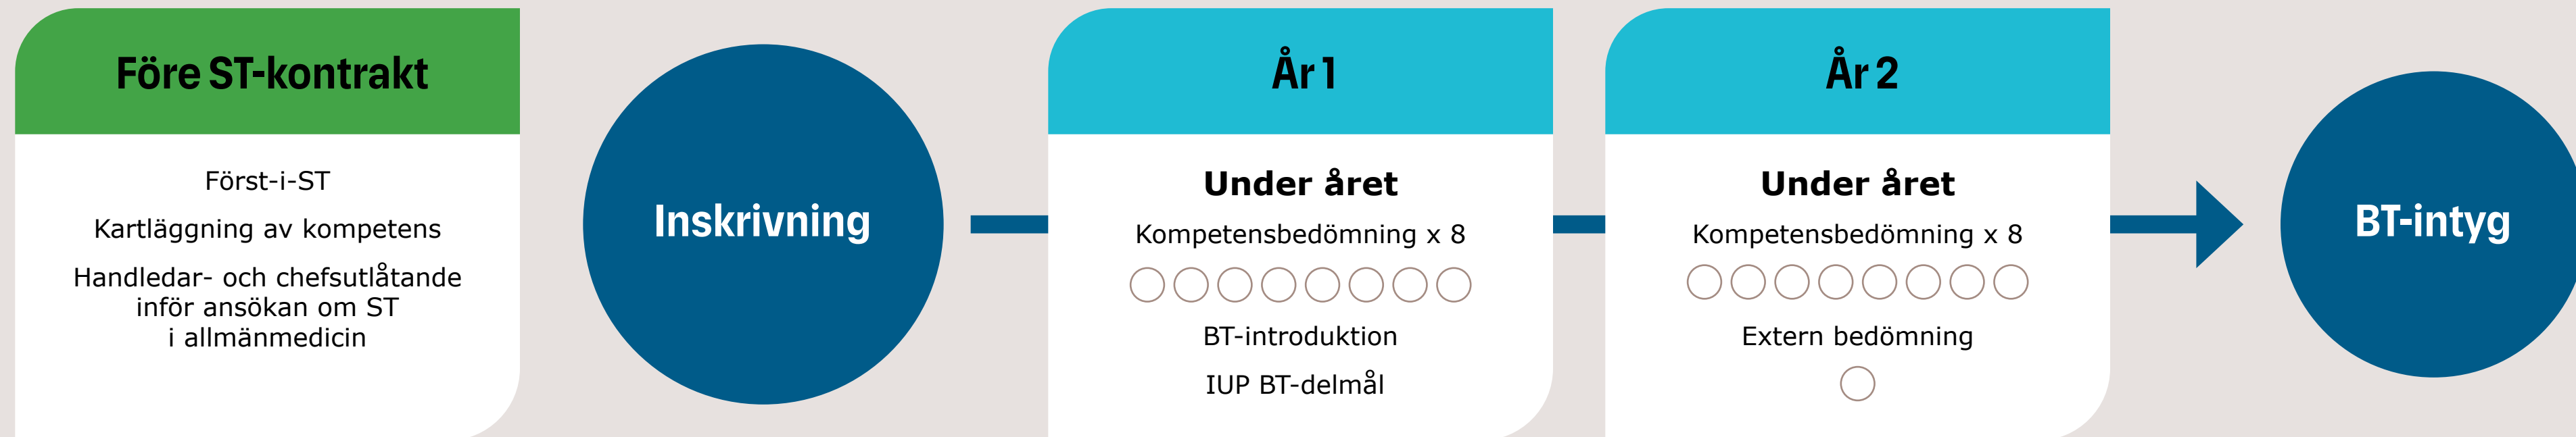 Före ST-kontrakt
Först-i-ST
Kartläggning av kompetens
Handledar- och chefsutlåtande
inför ansökan om ST
i allmänmedicin
Inskrivning
År 1
Under året
Kompetensbedömning x 8
BT-introduktion
IUP BT-delmål
År 2
Under året
Kompetensbedömning x 8
Extern bedömning
BT-intyg